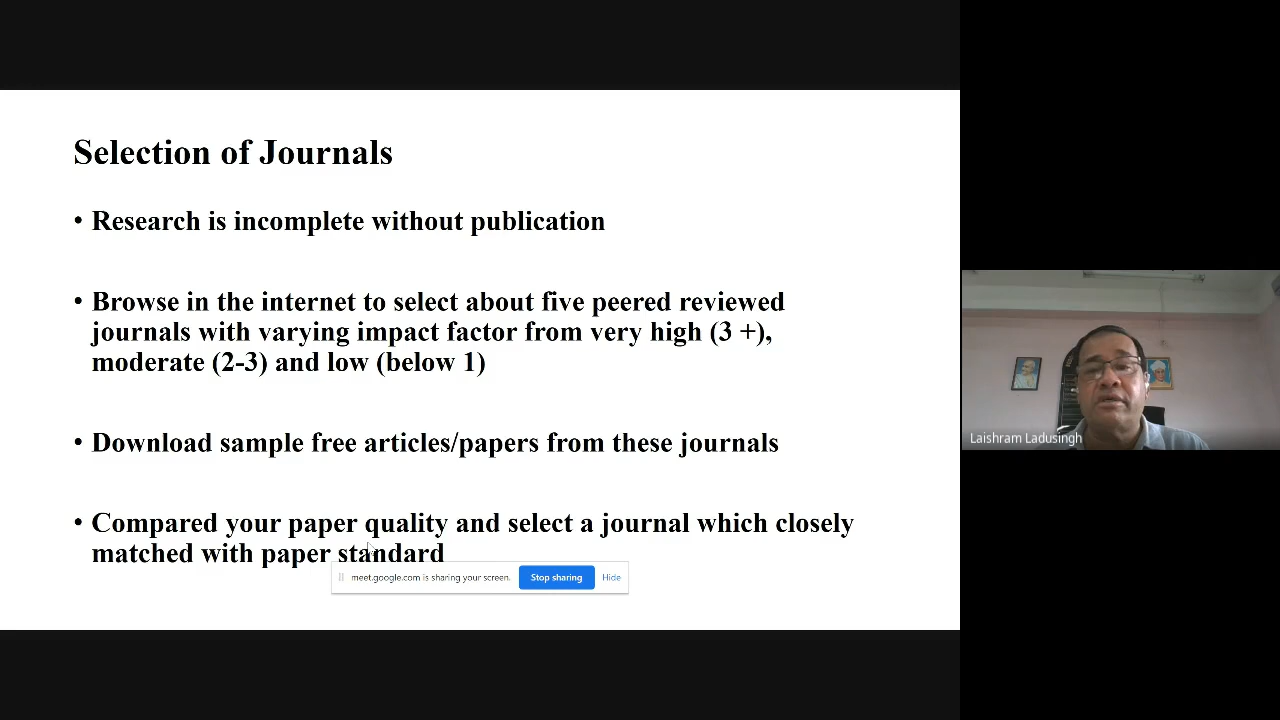 Selection of Journals
• Research is incomplete without publication
• Browse in the internet to select about five peered reviewed
journals with varying impact factor from very high (3 +),
moderate (2-3) and low (below 1)
• Download sample free articles/papers from these journals
• Compared your paper quality and select a journal which closely
matched with paper standard
meet.google.com is sharing your screen. Stop sharing Hide
Laishram Ladusingh